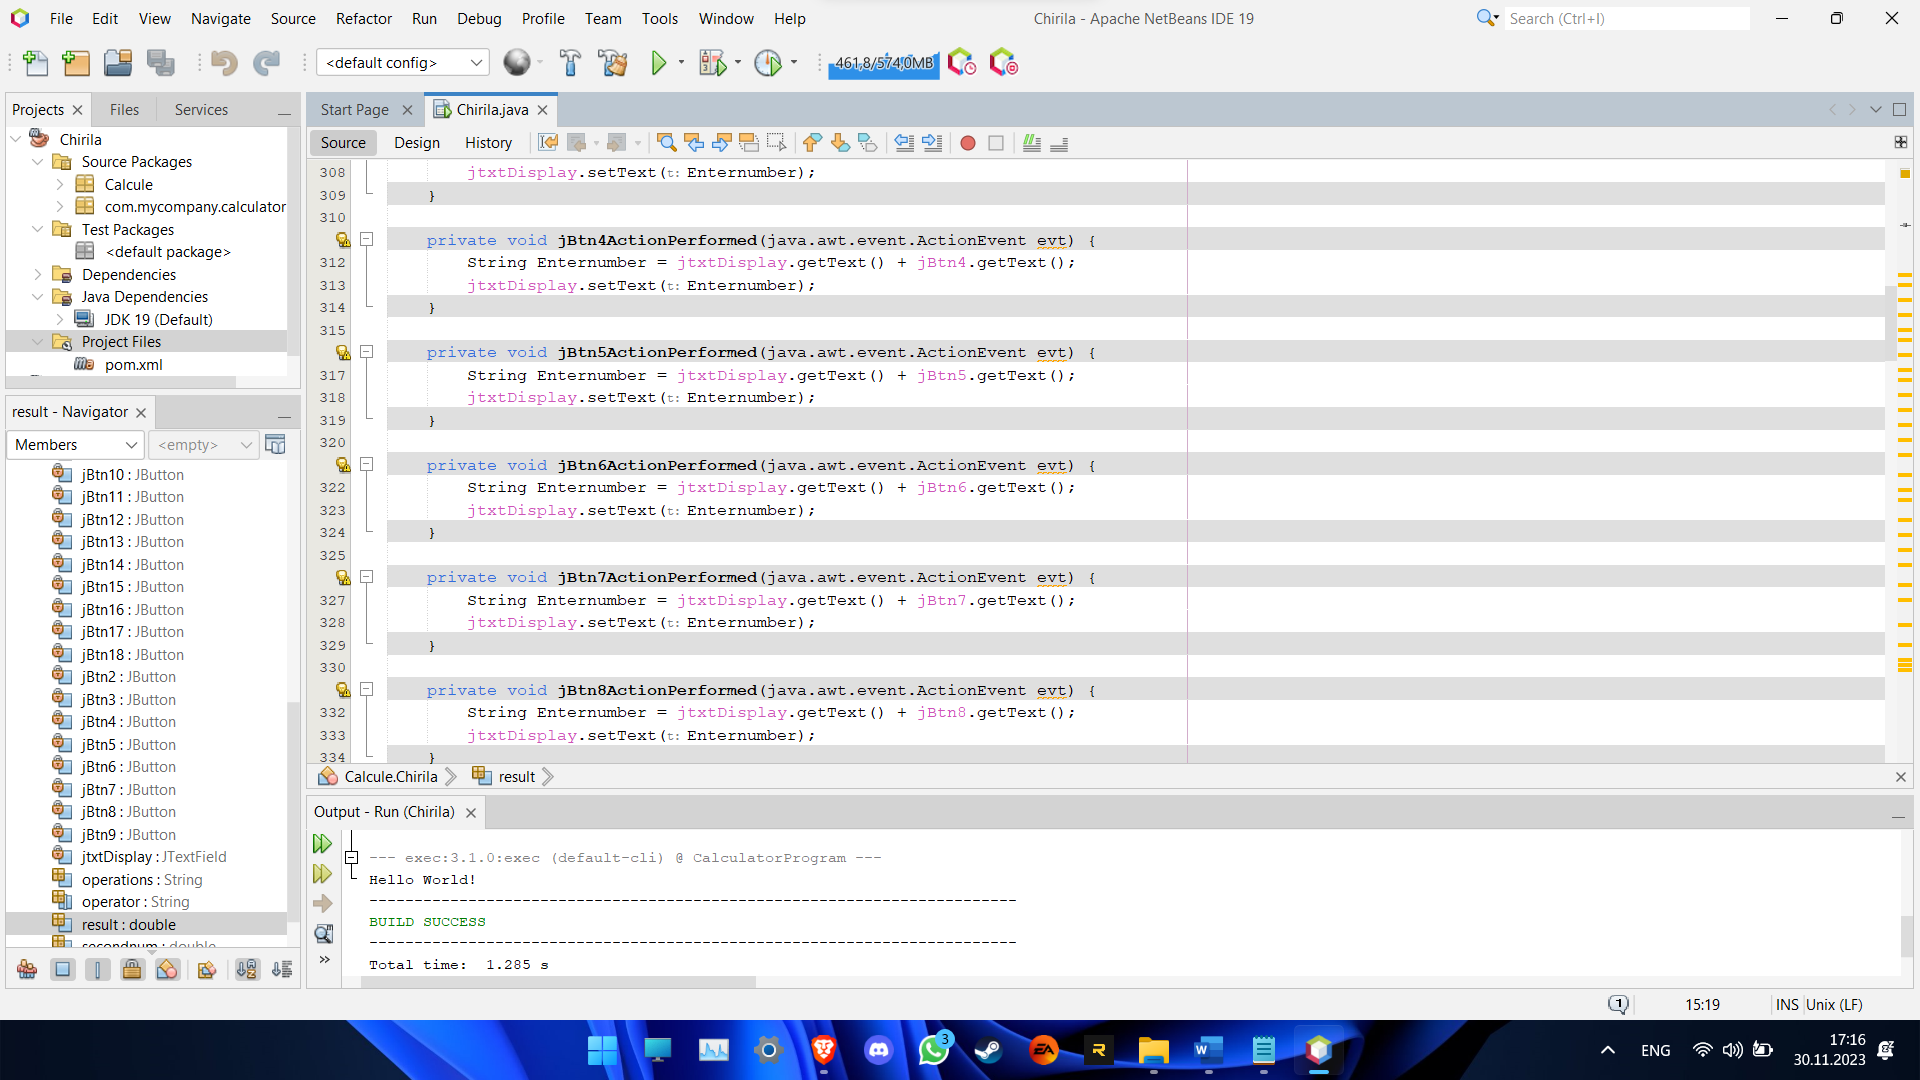 File Edit View Navigate Source Refactor Run Debug Profile Team Tools Window Help
Chirila - Apache NetBeans IDE 19
Search (Ctrl+I)
<default config>
461,8/574,0MB
Projects Files Services
Chirila
Source Packages
Calcule
com.mycompany.calculator
Test Packages
<default package>
Dependencies
Java Dependencies
JDK 19 (Default)
Project Files
pom.xml
result - Navigator
Members
<empty>
jBtn10 : JButton
jBtn11 : JButton
jBtn12 : JButton
jBtn13 : JButton
jBtn14 : JButton
jBtn15 : JButton
jBtn16 : JButton
jBtn17 : JButton
jBtn18 : JButton
jBtn2 : JButton
jBtn3 : JButton
jBtn4 : JButton
jBtn5 : JButton
jBtn6 : JButton
jBtn7 : JButton
jBtn8 : JButton
jBtn9 : JButton
jtxtDisplay : JTextField
operations : String
operator : String
result : double
secondnum : double
Start Page Chirila.java
Source Design History
308 jtxtDisplay.setText(t: Enternumber);
309 }
310
private void jBtn4ActionPerformed(java.awt.event.ActionEvent evt) {
312 String Enternumber = jtxtDisplay.getText() + jBtn4.getText();
313 jtxtDisplay.setText(t: Enternumber);
314 }
315
private void jBtn5ActionPerformed(java.awt.event.ActionEvent evt) {
317 String Enternumber = jtxtDisplay.getText() + jBtn5.getText();
318 jtxtDisplay.setText(t: Enternumber);
319 }
320
private void jBtn6ActionPerformed(java.awt.event.ActionEvent evt) {
322 String Enternumber = jtxtDisplay.getText() + jBtn6.getText();
323 jtxtDisplay.setText(t: Enternumber);
324 }
325
private void jBtn7ActionPerformed(java.awt.event.ActionEvent evt) {
327 String Enternumber = jtxtDisplay.getText() + jBtn7.getText();
328 jtxtDisplay.setText(t: Enternumber);
329 }
330
private void jBtn8ActionPerformed(java.awt.event.ActionEvent evt) {
332 String Enternumber = jtxtDisplay.getText() + jBtn8.getText();
333 jtxtDisplay.setText(t: Enternumber);
334 }
Calcule.Chirila result
Output - Run (Chirila)
--- exec:3.1.0:exec (default-cli) @ CalculatorProgram ---
Hello World!
------------------------------------------------------------------------
BUILD SUCCESS
------------------------------------------------------------------------
Total time:  1.285 s
1 15:19 INS Unix (LF)
3
EA
R
W
ENG
17:16
30.11.2023